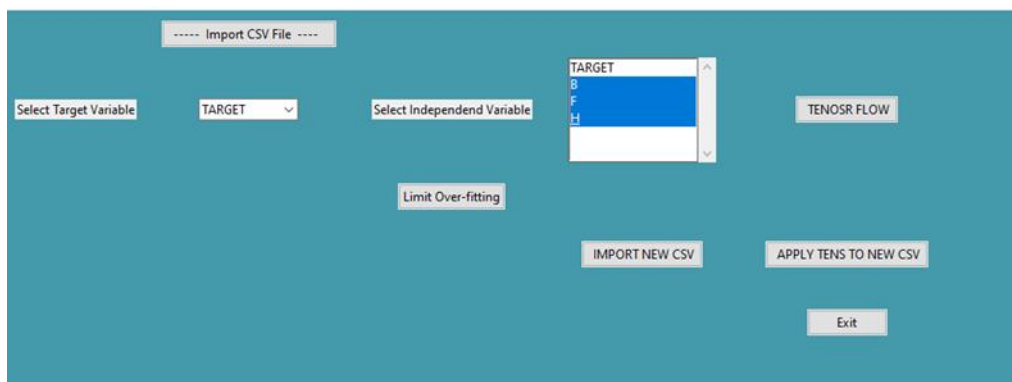 ----- Import CSV File ----
Select Target Variable
TARGET
Select Independend Variable
TARGET
B
F
H
TENOSR FLOW
Limit Over-fitting
IMPORT NEW CSV
APPLY TENS TO NEW CSV
Exit